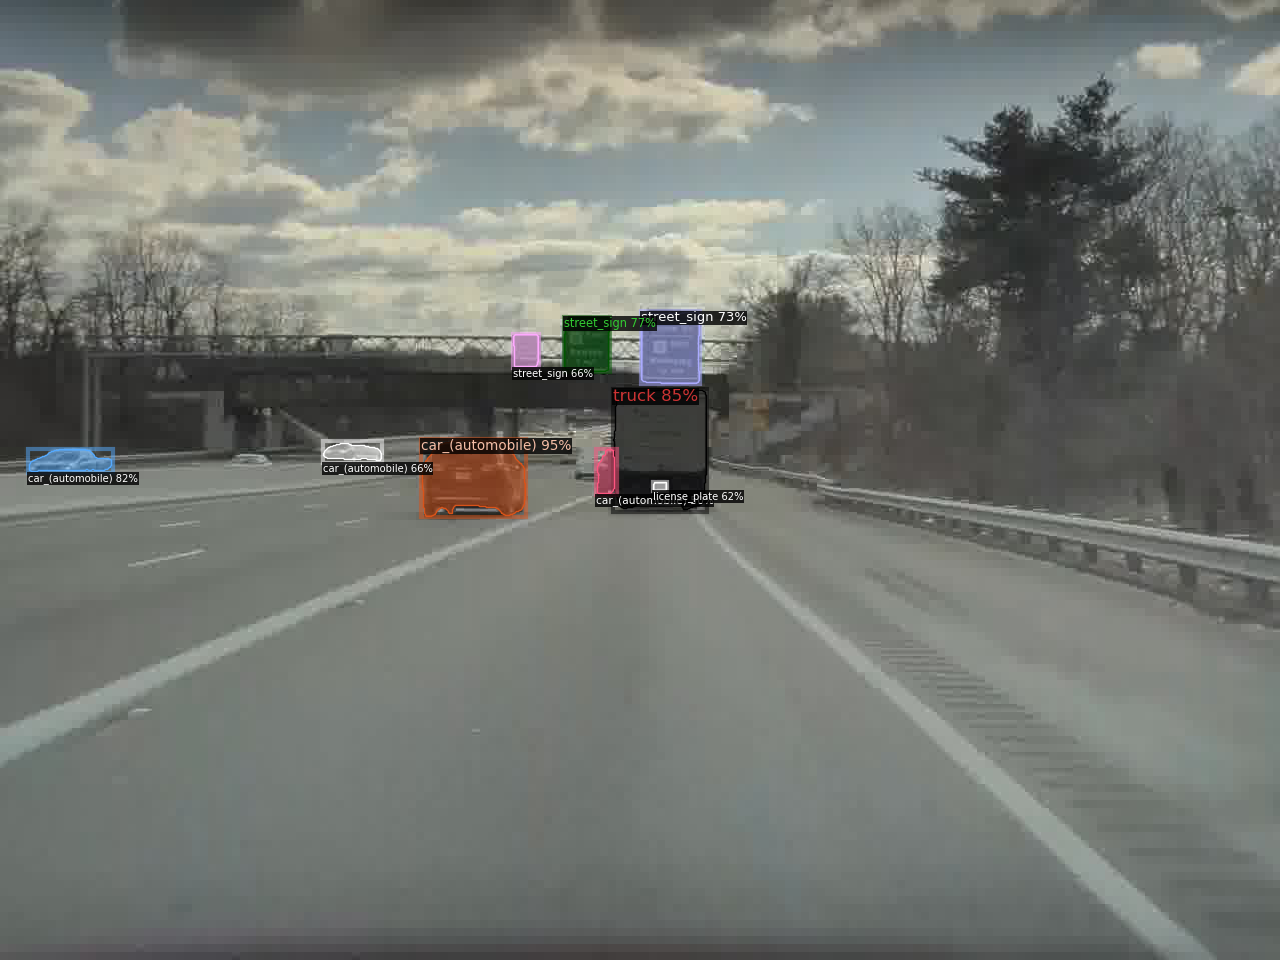 street_sign 73%
street_sign 77%
street_sign 66%
truck 85%
car_(automobile) 95%
car_(automobile) 66%
car_(automobile) 82%
license_plate 62%